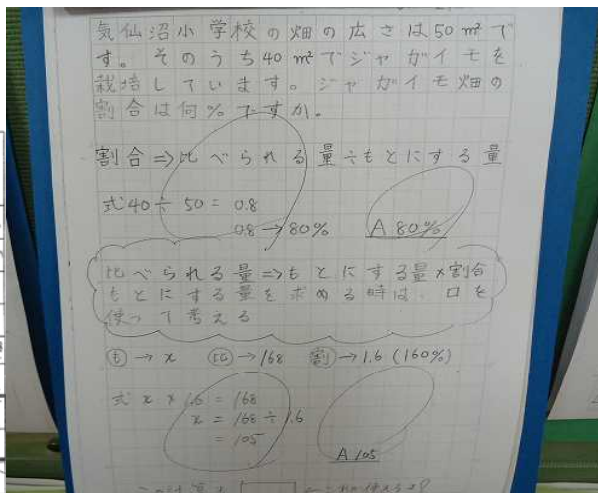 気仙沼小学校の畑の広さは50㎡で
す。そのうち40㎡でジャガイモを
栽培しています。ジャガイモ畑の
割合は何%ですか。
割合⇒比べられる量÷もとにする量
式 40÷50=0.8
0.8→80% A 80%
比べられる量⇒もとにする量×割合
もとにする量を求める時は、□を
使って考える
も→x 比→168 割→1.6(160%)
式 x×1.6=168
x=168÷1.6
=105
A 105